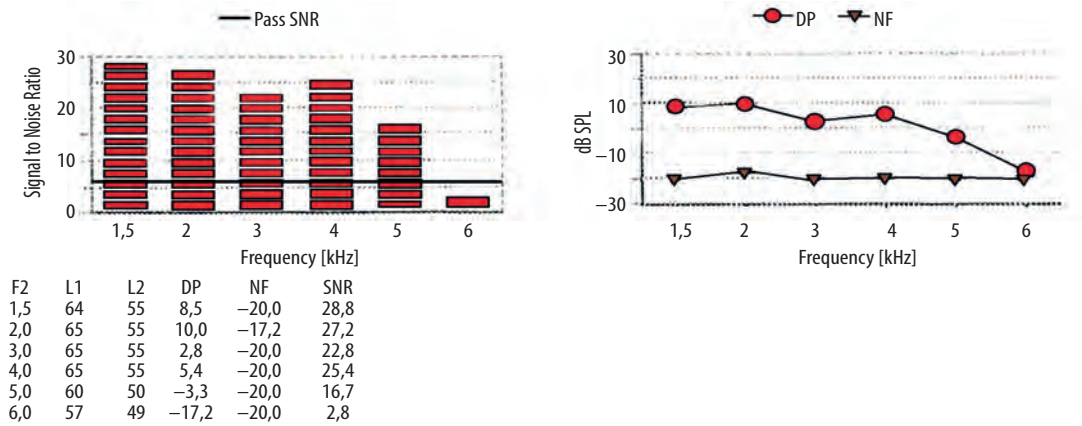 Pass SNR
Signal to Noise Ratio
30
20
10
0
1,5 2 3 4 5 6
Frequency [kHz]
DP NF
dB SPL
30
10
−10
−30
1,5 2 3 4 5 6
Frequency [kHz]
F2 L1 L2 DP NF SNR
1,5 64 55 8,5 −20,0 28,8
2,0 65 55 10,0 −17,2 27,2
3,0 65 55 2,8 −20,0 22,8
4,0 65 55 5,4 −20,0 25,4
5,0 60 50 −3,3 −20,0 16,7
6,0 57 49 −17,2 −20,0 2,8